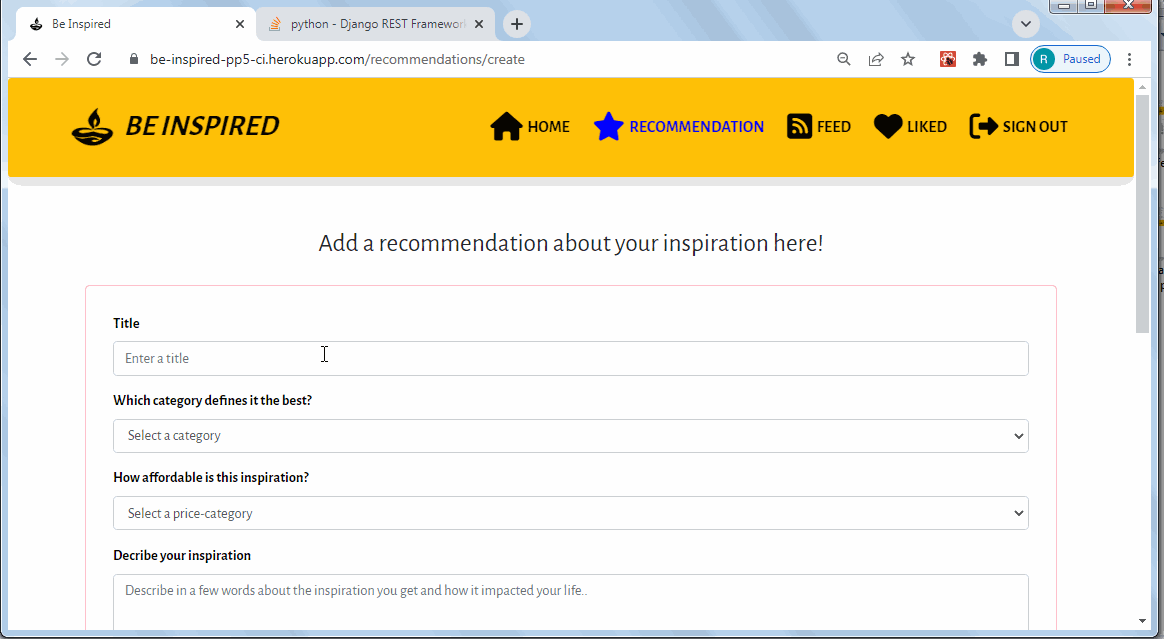 Be Inspired
python - Django REST Framework
be-inspired-pp5-ci.herokuapp.com/recommendations/create
R Paused
BE INSPIRED
HOME RECOMMENDATION FEED LIKED SIGN OUT
Add a recommendation about your inspiration here!
Title
Enter a title
Which category defines it the best?
Select a category
How affordable is this inspiration?
Select a price-category
Decribe your inspiration
Describe in a few words about the inspiration you get and how it impacted your life..